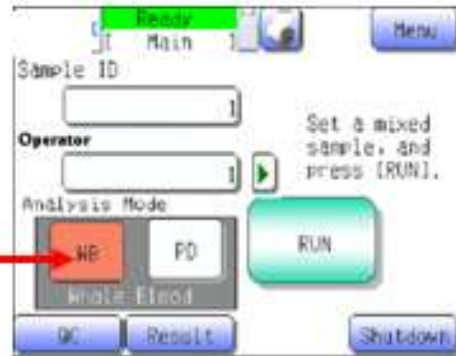 Ready
[ Main ]
Menu
Sample ID
1
Set a mixed
sample, and
press [RUN].
Operator
1
Analysis Mode
WB
PD
Whole Blood
RUN
QC
Result
Shutdown